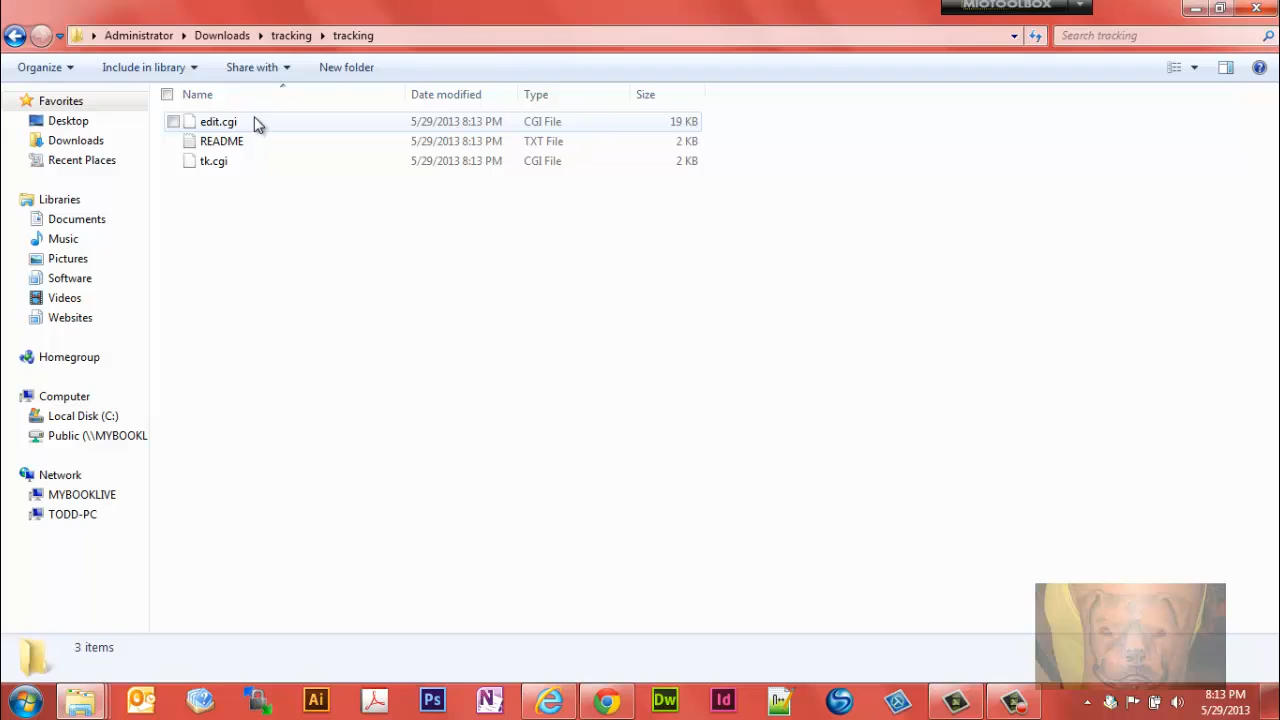 MIOTOOLBOX
Administrator Downloads tracking tracking
Search tracking
Organize Include in library Share with New folder
Name Date modified Type Size
edit.cgi 5/29/2013 8:13 PM CGI File 19 KB
README 5/29/2013 8:13 PM TXT File 2 KB
tk.cgi 5/29/2013 8:13 PM CGI File 2 KB
Favorites
Desktop
Downloads
Recent Places
Libraries
Documents
Music
Pictures
Software
Videos
Websites
Homegroup
Computer
Local Disk (C:)
Public (\\MYBOOKL
Network
MYBOOKLIVE
TODD-PC
3 items
Ai Ps N Dw Id n++
8:13 PM
5/29/2013